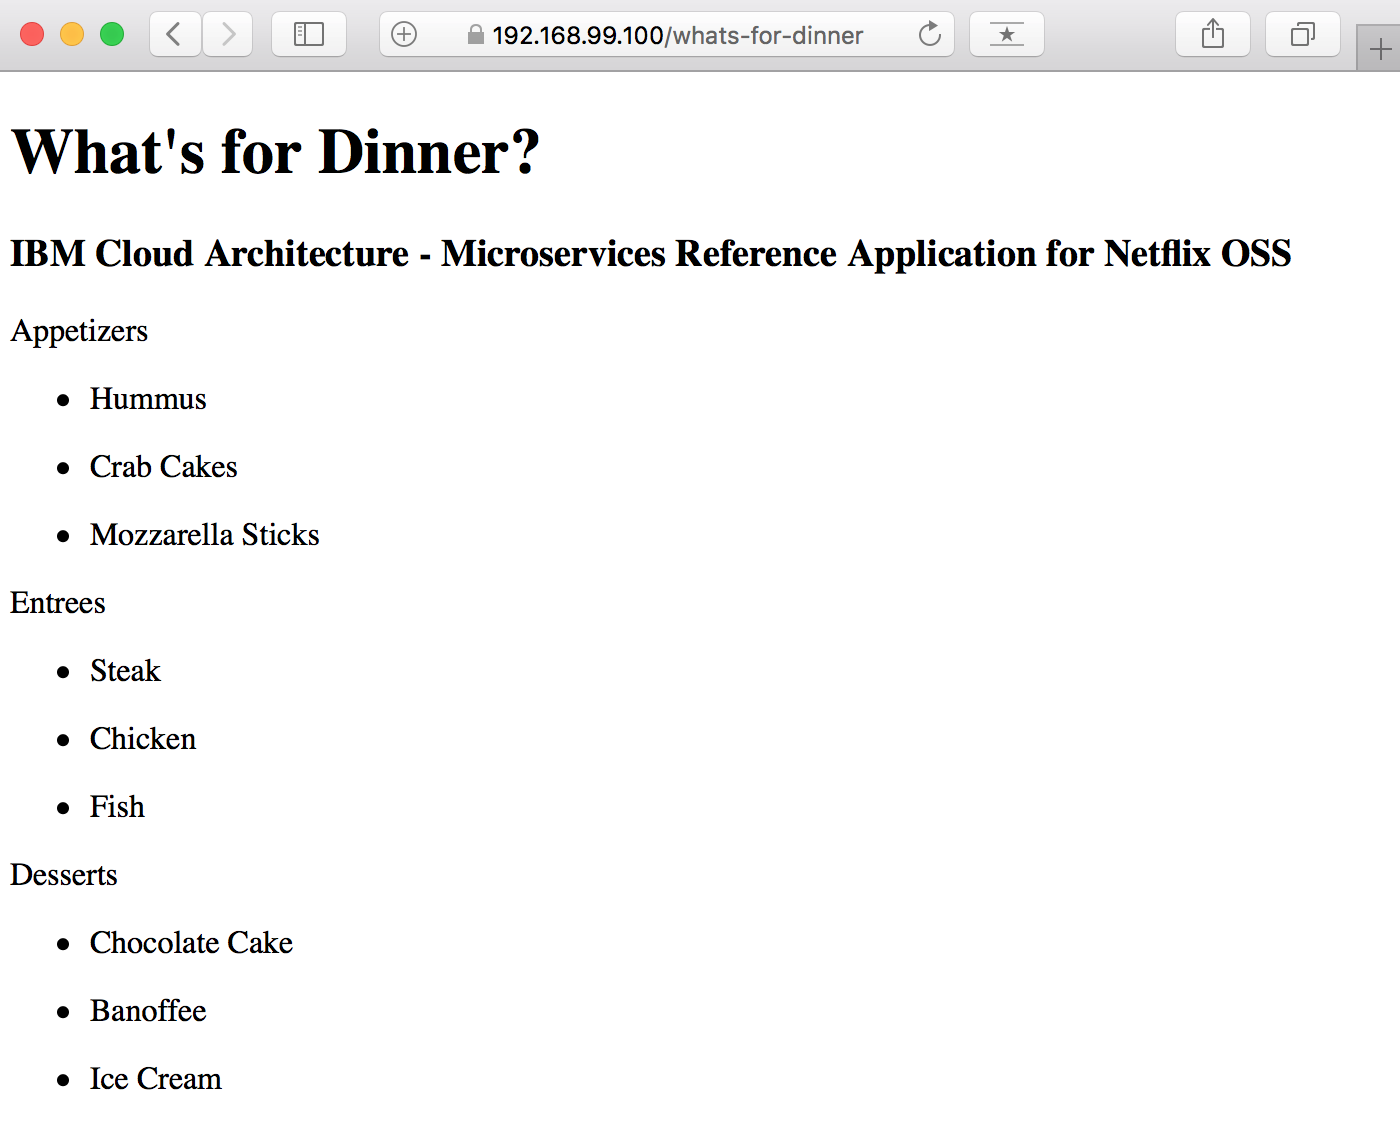 192.168.99.100/whats-for-dinner
What's for Dinner?
IBM Cloud Architecture - Microservices Reference Application for Netflix OSS
Appetizers
Hummus
Crab Cakes
Mozzarella Sticks
Entrees
Steak
Chicken
Fish
Desserts
Chocolate Cake
Banoffee
Ice Cream